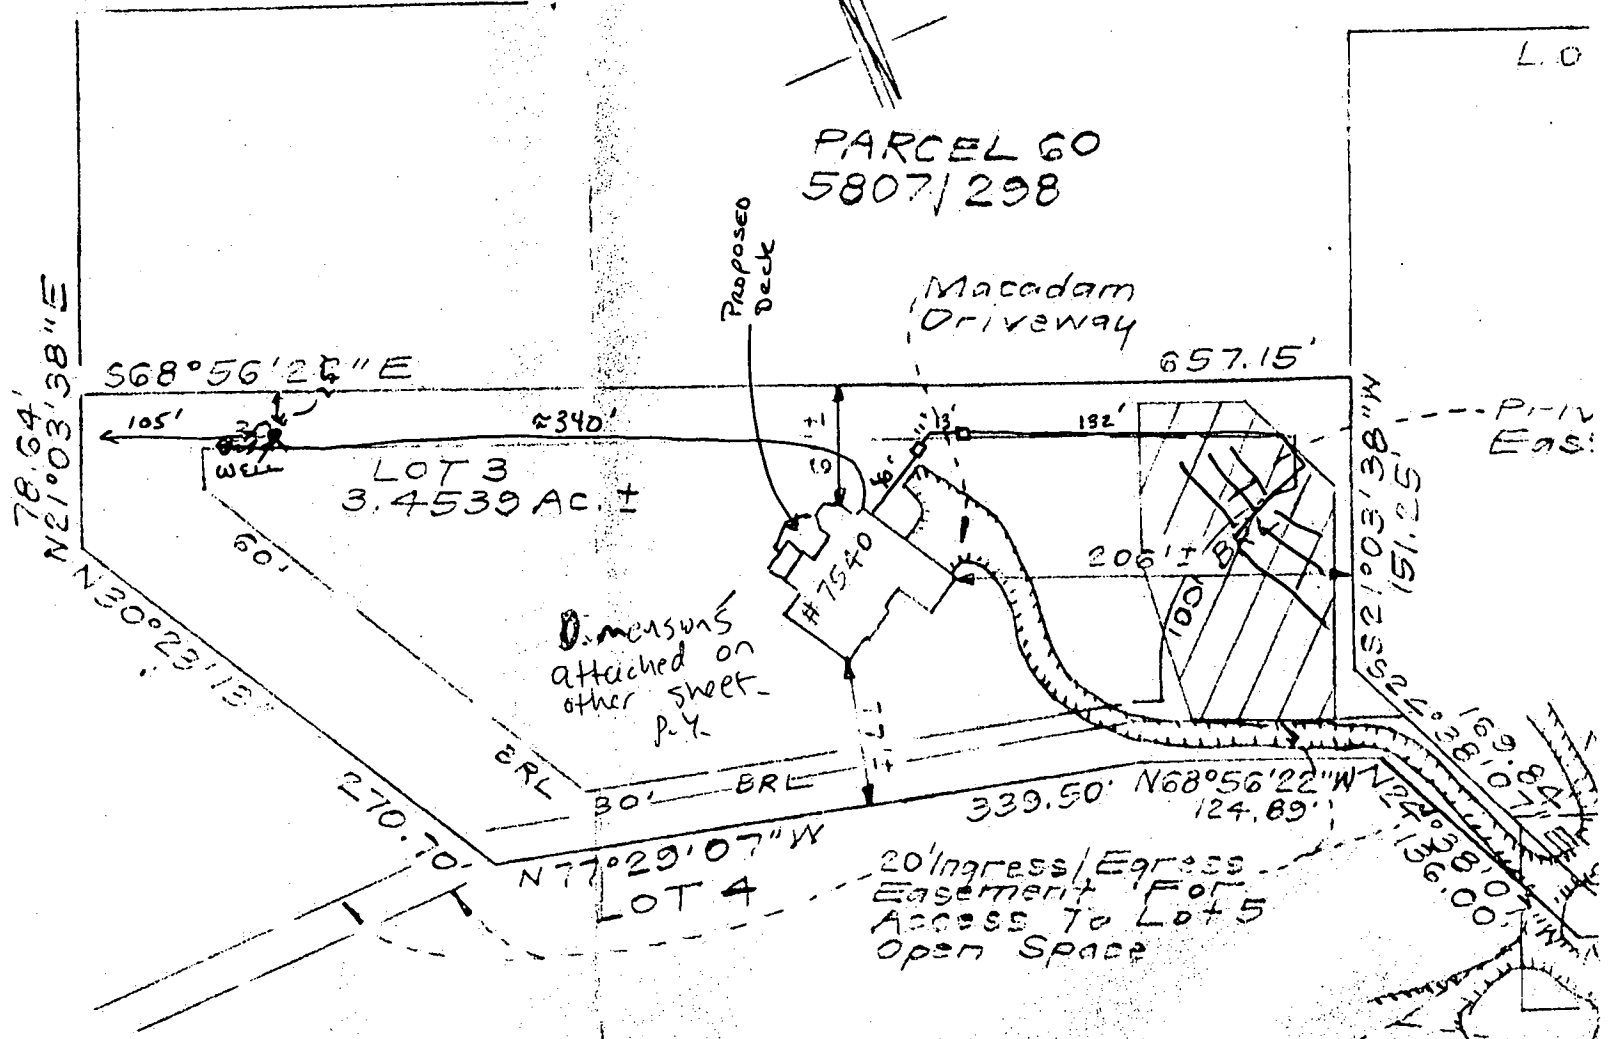 L.O
PARCEL 60
5807/298
Proposed
Deck
Macadam
Driveway
S68°56'22"E
657.15'
78.64'
N21°03'38"E
105'
≈340'
13'
132'
WELL
LOT 3
3.4539 AC. ±
Priv
Eas
S21°03'38"W
151.25'
60'
206'±
100'
#7540
N30°23'13"
270.70
Dimensions
attached on
other sheet.
P.Y.
BRL
30'
BRL
339.50'
N68°56'22"W
124.89'
169.84
N77°29'07"W
LOT 4
136.00
20' Ingress/Egress
Easement For
Access To Lot 5
Open Space